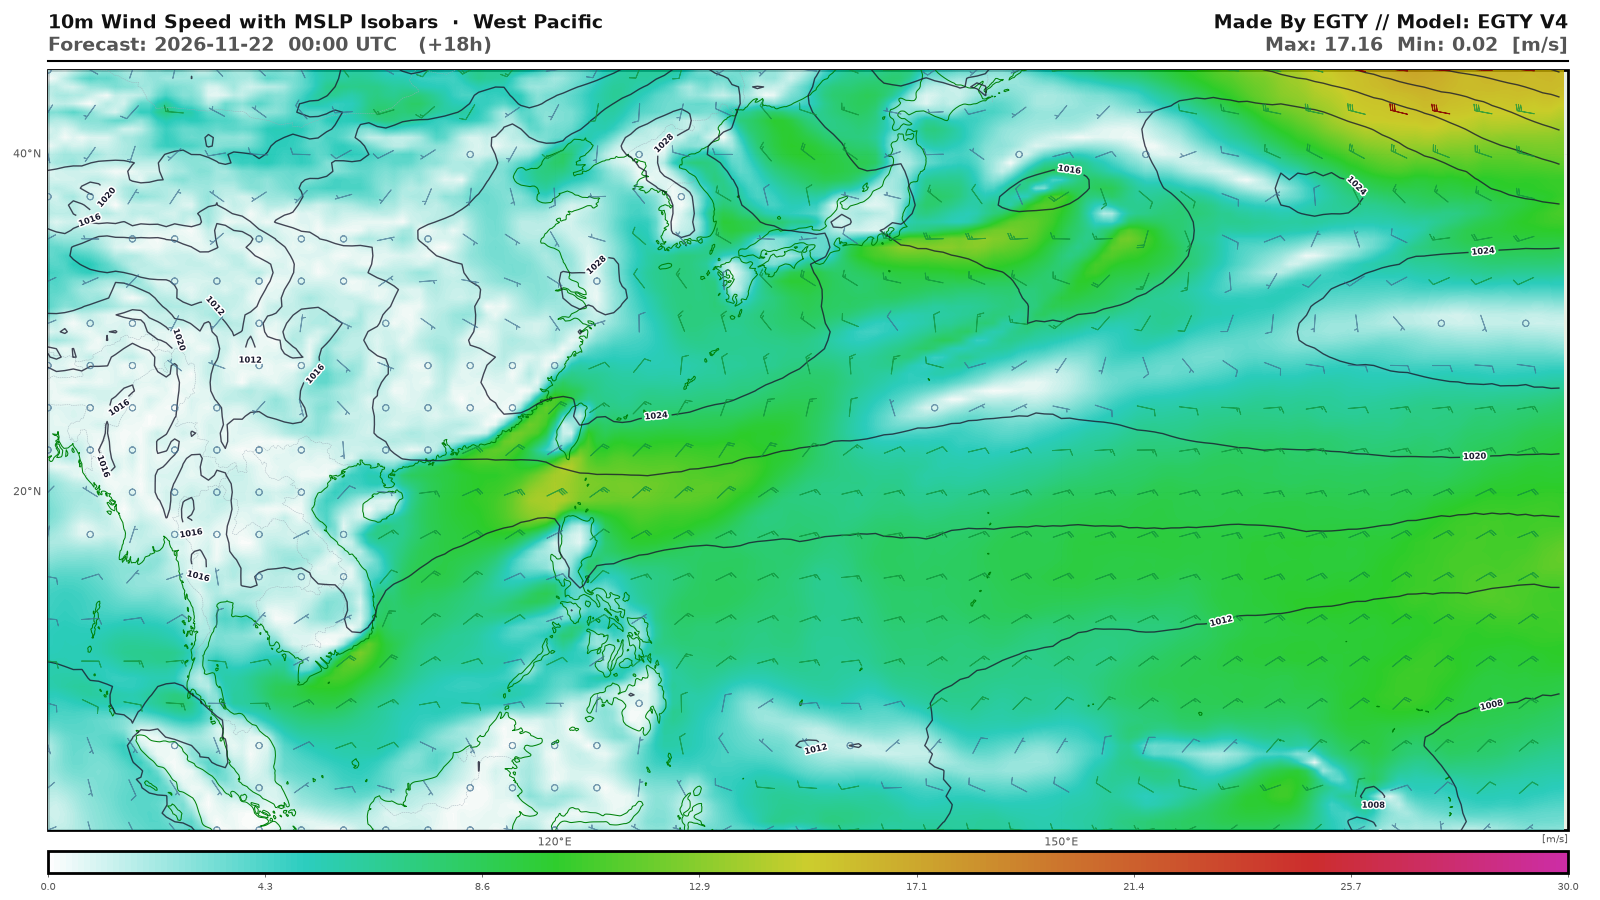 10m Wind Speed with MSLP Isobars · West Pacific
Made By EGTY // Model: EGTY V4
Forecast: 2026-11-22 00:00 UTC (+18h)
Max: 17.16 Min: 0.02 [m/s]
1028
40°N
1016
1024
1020
1016
1024
1028
1012
1020
1012
1016
1016
1024
1016
1020
20°N
1016
1016
1012
1008
1012
1008
120°E
150°E
[m/s]
0.0 4.3 8.6 12.9 17.1 21.4 25.7 30.0